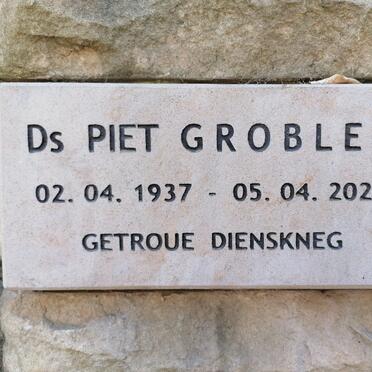 Ds PIET GROBLE
02. 04. 1937 - 05. 04. 202
GETROUE DIENSKNEG